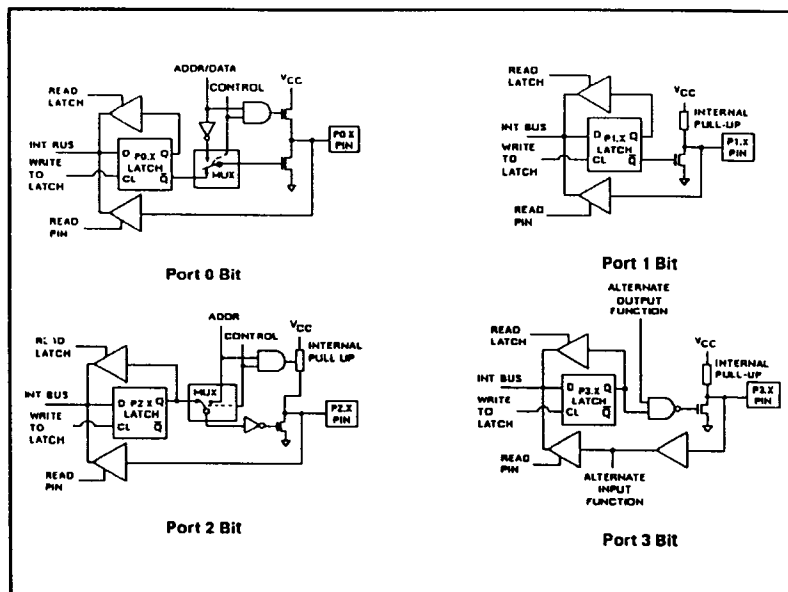 ADDR/DATA
CONTROL
VCC
READ
LATCH
INT BUS
WRITE
TO
LATCH
D P0.X Q
LATCH
CL Q̅
MUX
P0.X
PIN
READ
PIN
Port 0 Bit
READ
LATCH
VCC
INTERNAL
PULL-UP
INT BUS
WRITE
TO
LATCH
D P1.X Q
LATCH
CL Q̅
P1.X
PIN
READ
PIN
Port 1 Bit
ADDR
CONTROL
VCC
INTERNAL
PULL UP
LATCH
INT BUS
WRITE
TO
LATCH
D P2.X Q
LATCH
CL Q̅
MUX
P2.X
PIN
READ
PIN
Port 2 Bit
ALTERNATE
OUTPUT
FUNCTION
READ
LATCH
VCC
INTERNAL
PULL-UP
INT BUS
WRITE
TO
LATCH
D P3.X Q
LATCH
CL Q̅
P3.X
PIN
READ
PIN
ALTERNATE
INPUT
FUNCTION
Port 3 Bit